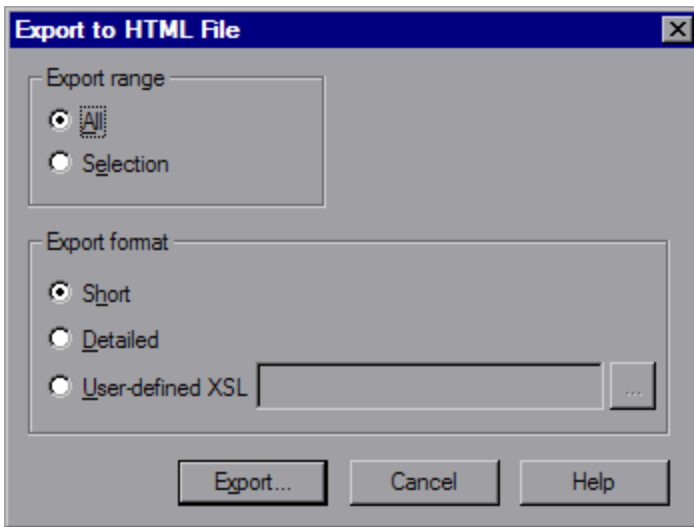 Export to HTML File
Export range
All
Selection
Export format
Short
Detailed
User-defined XSL ...
Export... Cancel Help